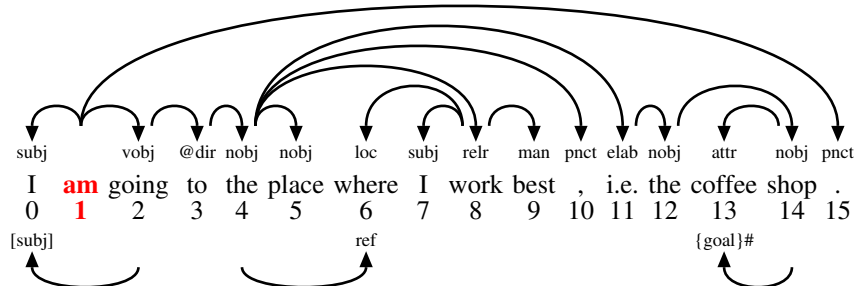 subj vobj @dir nobj nobj loc subj relr man pnct elab nobj attr nobj pnct
I am going to the place where I work best , i.e. the coffee shop .
0 1 2 3 4 5 6 7 8 9 10 11 12 13 14 15
[subj] ref {goal}#